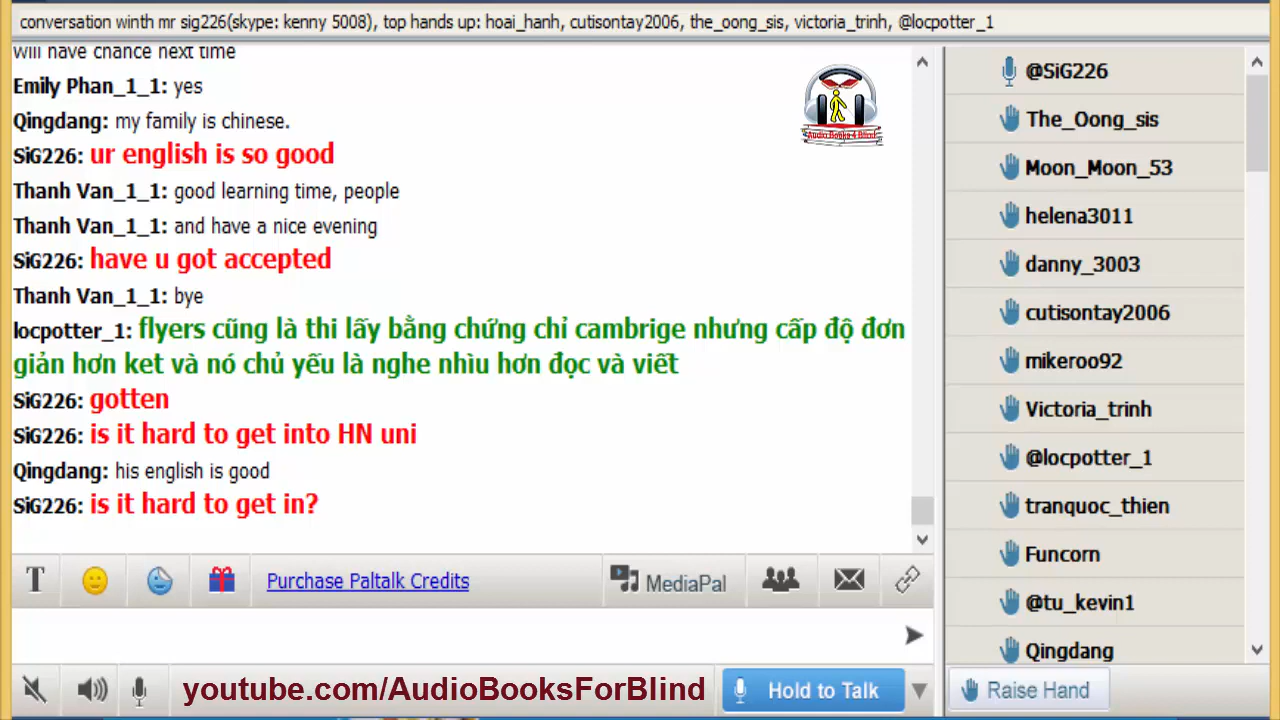 conversation winth mr sig226(skype: kenny 5008), top hands up: hoai_hanh, cutisontay2006, the_oong_sis, victoria_trinh, @locpotter_1
will have chance next time
Emily Phan_1_1: yes
Qingdang: my family is chinese.
SiG226: ur english is so good
Thanh Van_1_1: good learning time, people
Thanh Van_1_1: and have a nice evening
SiG226: have u got accepted
Thanh Van_1_1: bye
locpotter_1: flyers cũng là thi lấy bằng chứng chỉ cambrige nhưng cấp độ đơn
giản hơn ket và nó chủ yếu là nghe nhìu hơn đọc và viết
SiG226: gotten
SiG226: is it hard to get into HN uni
Qingdang: his english is good
SiG226: is it hard to get in?
Audio Books 4 Blind
T
Purchase Paltalk Credits
MediaPal
youtube.com/AudioBooksForBlind
Hold to Talk
@SiG226
The_Oong_sis
Moon_Moon_53
helena3011
danny_3003
cutisontay2006
mikeroo92
Victoria_trinh
@locpotter_1
tranquoc_thien
Funcorn
@tu_kevin1
Qingdang
Raise Hand